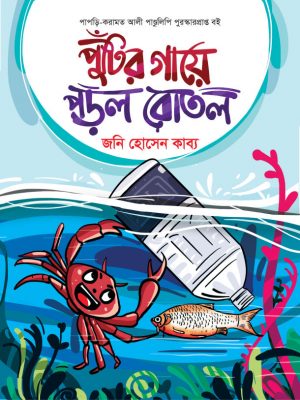 পাপড়ি-করামত আলী পাণ্ডুলিপি পুরস্কারপ্রাপ্ত বই
পুঁটির গায়ে
পড়ল বোতল
জনি হোসেন কাব্য